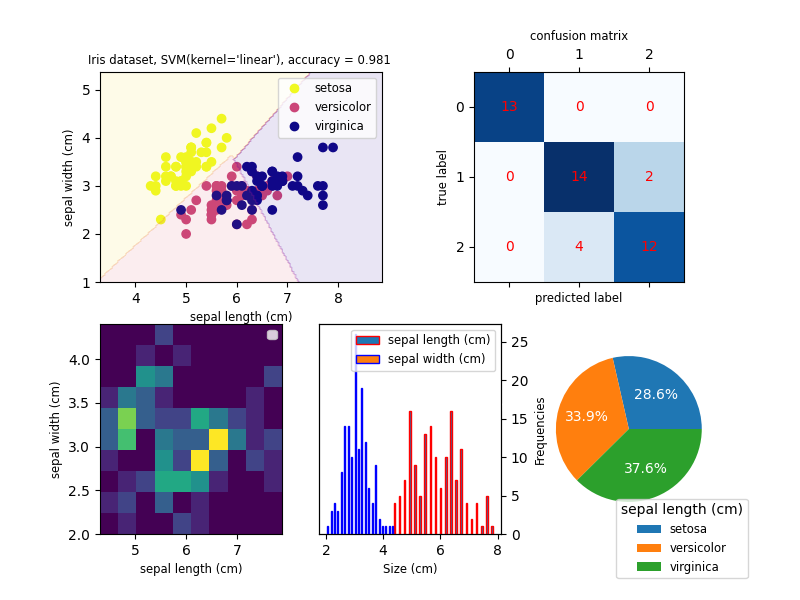 Iris dataset, SVM(kernel='linear'), accuracy = 0.981
sepal width (cm)
5
4
3
2
1
4
5
6
7
8
sepal length (cm)
setosa
versicolor
virginica
confusion matrix
0
1
2
true label
0
1
2
13
0
0
0
14
2
0
4
12
predicted label
sepal width (cm)
4.0
3.5
3.0
2.5
2.0
5
6
7
sepal length (cm)
sepal length (cm)
sepal width (cm)
25
20
15
10
5
0
Frequencies
2
4
6
8
Size (cm)
28.6%
33.9%
37.6%
sepal length (cm)
setosa
versicolor
virginica